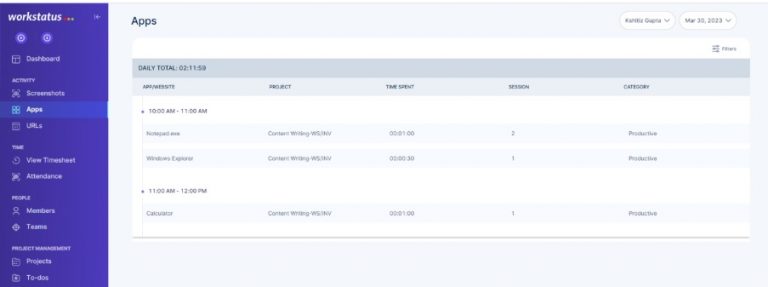 workstatus
Dashboard
ACTIVITY
Screenshots
Apps
URLs
TIME
View Timesheet
Attendance
PEOPLE
Members
Teams
PROJECT MANAGEMENT
Projects
To-dos
Apps
Kshitiz Gupta
Mar 30, 2023
Filters
DAILY TOTAL: 02:11:59
APP/WEBSITE PROJECT TIME SPENT SESSION CATEGORY
10:00 AM - 11:00 AM
Notepad.exe Content Writing-WS/INV 00:01:00 2 Productive
Windows Explorer Content Writing-WS/INV 00:00:30 1 Productive
11:00 AM - 12:00 PM
Calculator Content Writing-WS/INV 00:01:00 1 Productive